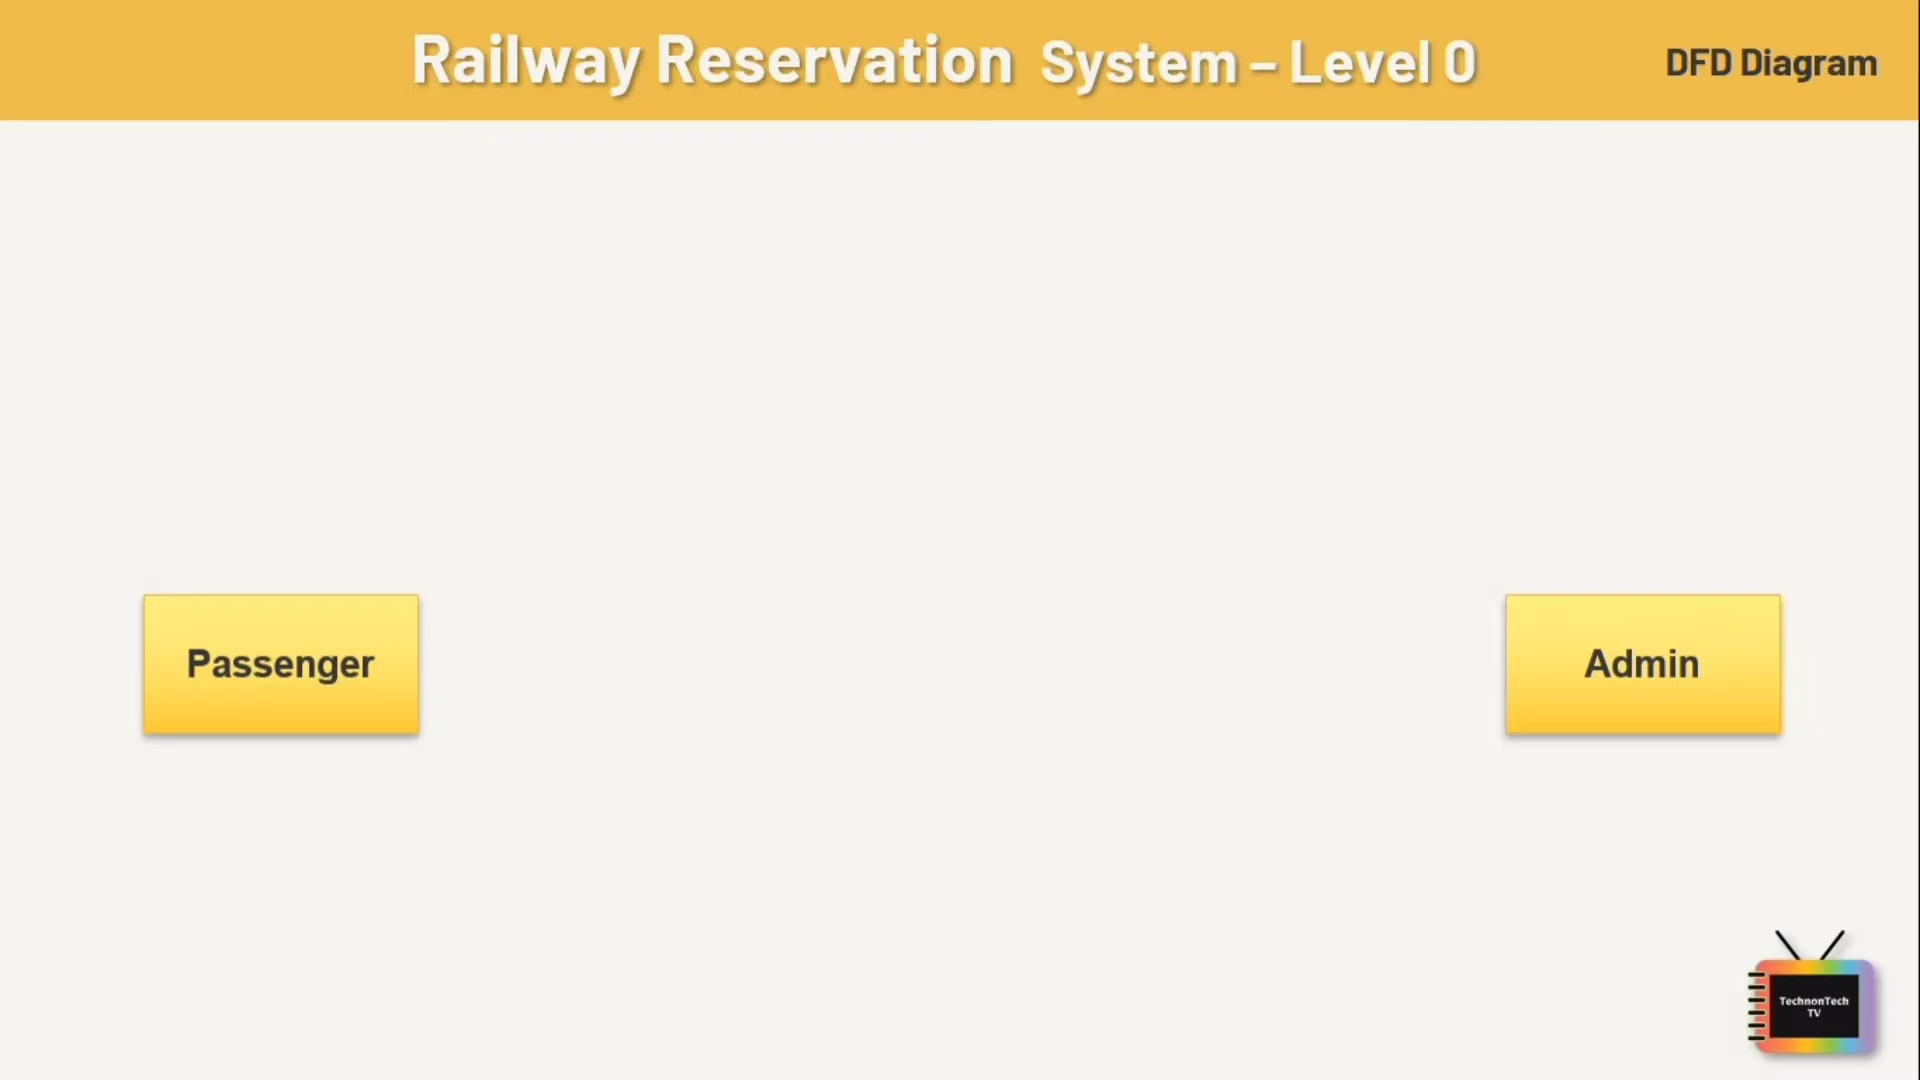 Railway Reservation System – Level 0
DFD Diagram
Passenger
Admin
TechnonTech
TV